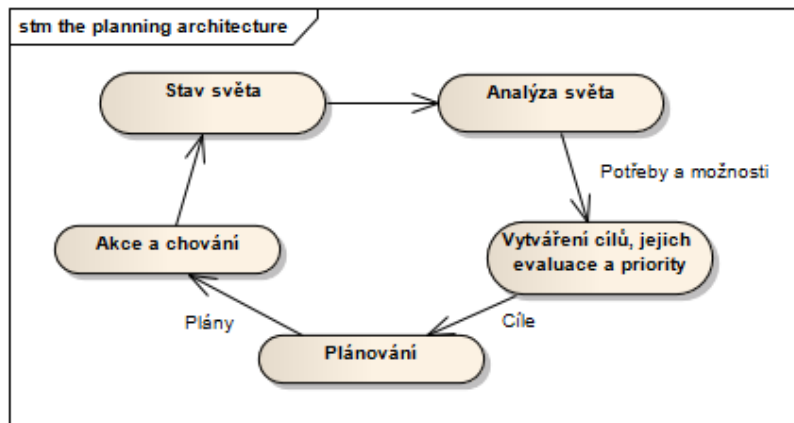 stm the planning architecture
Stav světa
Analýza světa
Potřeby a možnosti
Akce a chování
Vytváření cílů, jejich
evaluace a priority
Plány
Cíle
Plánování